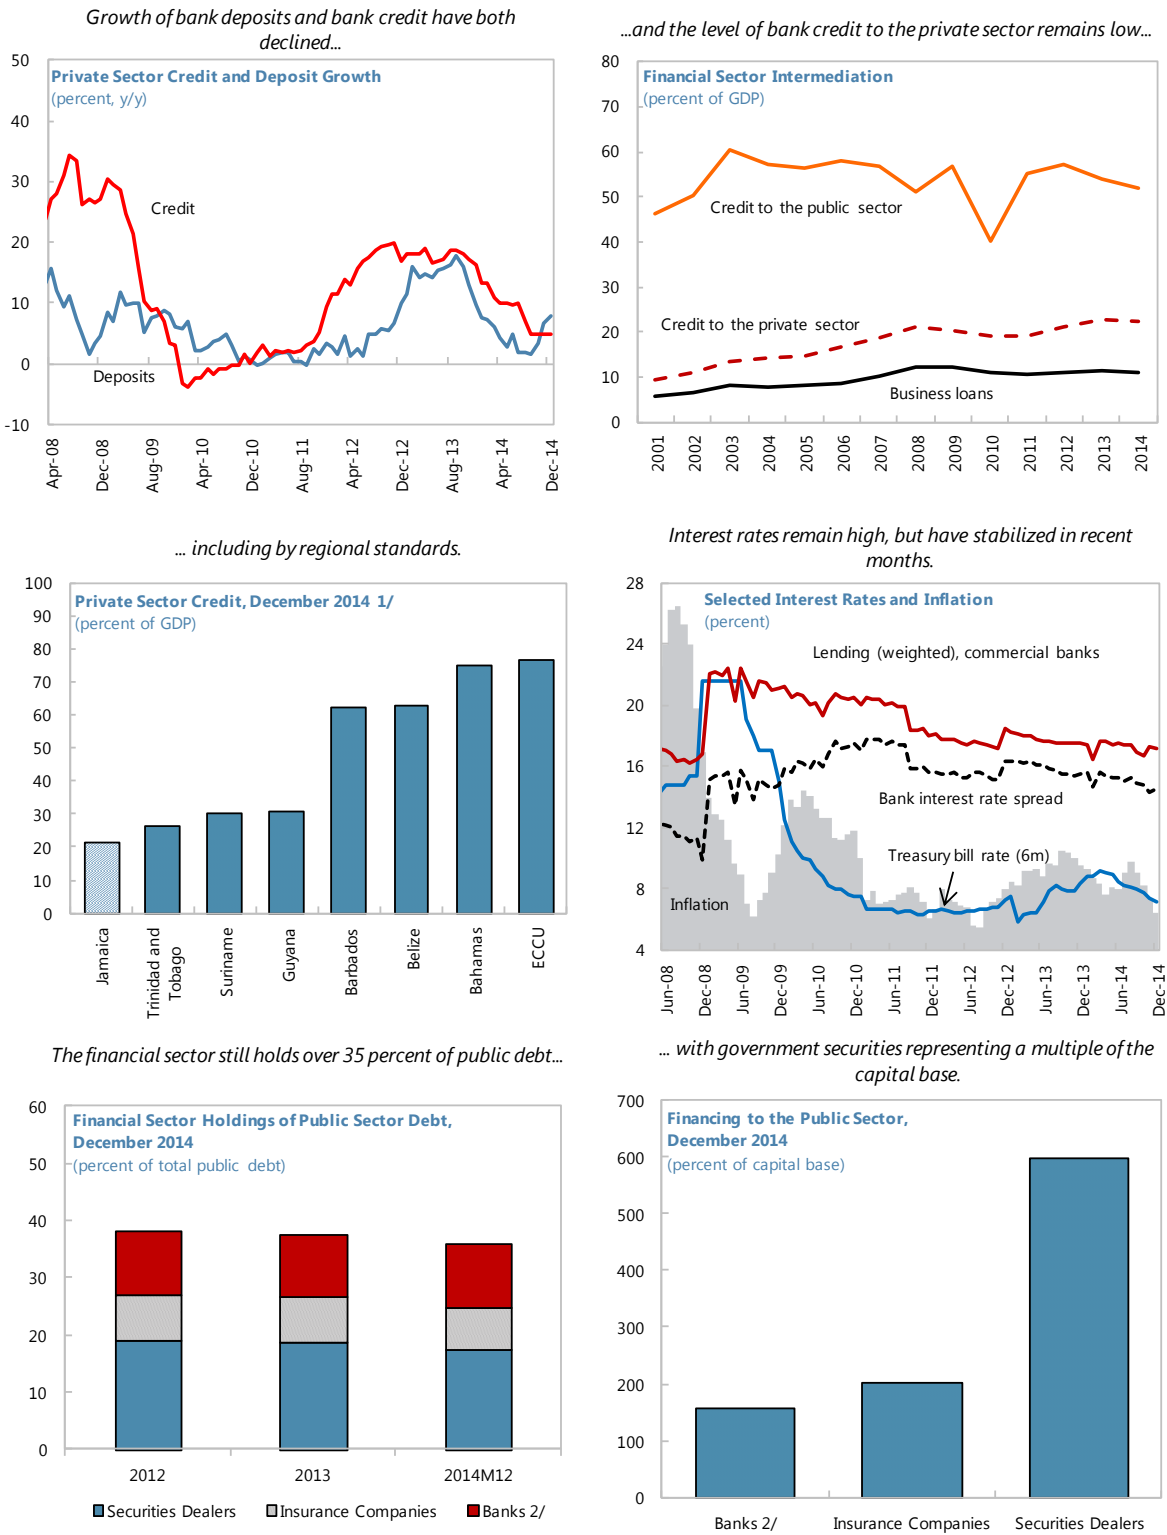 Growth of bank deposits and bank credit have both
declined...
Private Sector Credit and Deposit Growth
(percent, y/y)
50
40
30
20
10
0
-10
Credit
Deposits
Apr-08
Dec-08
Aug-09
Apr-10
Dec-10
Aug-11
Apr-12
Dec-12
Aug-13
Apr-14
Dec-14
...and the level of bank credit to the private sector remains low...
Financial Sector Intermediation
(percent of GDP)
80
70
60
50
40
30
20
10
0
Credit to the public sector
Credit to the private sector
Business loans
2001
2002
2003
2004
2005
2006
2007
2008
2009
2010
2011
2012
2013
2014
... including by regional standards.
Private Sector Credit, December 2014 1/
(percent of GDP)
100
90
80
70
60
50
40
30
20
10
0
Jamaica
Trinidad and
Tobago
Suriname
Guyana
Barbados
Belize
Bahamas
ECCU
Interest rates remain high, but have stabilized in recent
months.
Selected Interest Rates and Inflation
(percent)
28
24
20
16
12
8
4
Lending (weighted), commercial banks
Bank interest rate spread
Treasury bill rate (6m)
Inflation
Jun-08
Dec-08
Jun-09
Dec-09
Jun-10
Dec-10
Jun-11
Dec-11
Jun-12
Dec-12
Jun-13
Dec-13
Jun-14
Dec-14
The financial sector still holds over 35 percent of public debt...
Financial Sector Holdings of Public Sector Debt,
December 2014
(percent of total public debt)
60
50
40
30
20
10
0
2012
2013
2014M12
Securities Dealers
Insurance Companies
Banks 2/
... with government securities representing a multiple of the
capital base.
Financing to the Public Sector,
December 2014
(percent of capital base)
700
600
500
400
300
200
100
0
Banks 2/
Insurance Companies
Securities Dealers